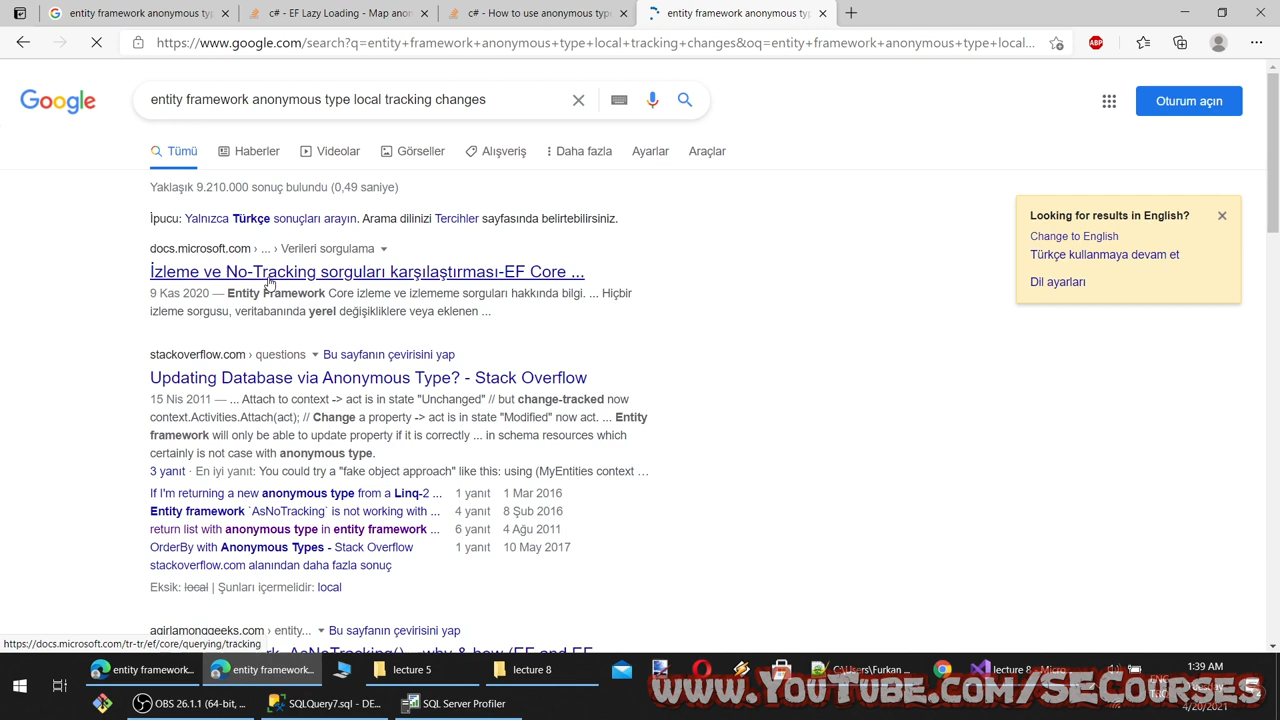 entity framework anonymous typ
c# - EF Lazy Loading - Map anon
c# - How to use anonymous type
entity framework anonymous typ
https://www.google.com/search?q=entity+framework+anonymous+type+local+tracking+changes&oq=entity+framework+anonymous+type+local...
ABP
Google
entity framework anonymous type local tracking changes
Oturum açın
Tümü
Haberler
Videolar
Görseller
Alışveriş
Daha fazla
Ayarlar
Araçlar
Yaklaşık 9.210.000 sonuç bulundu (0,49 saniye)
İpucu: Yalnızca Türkçe sonuçları arayın. Arama dilinizi Tercihler sayfasında belirtebilirsiniz.
Looking for results in English?
Change to English
Türkçe kullanmaya devam et
Dil ayarları
docs.microsoft.com › ... › Verileri sorgulama
İzleme ve No-Tracking sorguları karşılaştırması-EF Core ...
9 Kas 2020 — Entity Framework Core izleme ve izlememe sorguları hakkında bilgi. ... Hiçbir
izleme sorgusu, veritabanında yerel değişikliklere veya eklenen ...
stackoverflow.com › questions Bu sayfanın çevirisini yap
Updating Database via Anonymous Type? - Stack Overflow
15 Nis 2011 — ... Attach to context -> act is in state "Unchanged" // but change-tracked now
context.Activities.Attach(act); // Change a property -> act is in state "Modified" now act. ... Entity
framework will only be able to update property if it is correctly ... in schema resources which
certainly is not case with anonymous type.
3 yanıt · En iyi yanıt: You could try a "fake object approach" like this: using (MyEntities context ...
If I'm returning a new anonymous type from a Linq-2 ... 1 yanıt 1 Mar 2016
Entity framework `AsNoTracking` is not working with ... 4 yanıt 8 Şub 2016
return list with anonymous type in entity framework ... 6 yanıt 4 Ağu 2011
OrderBy with Anonymous Types - Stack Overflow 1 yanıt 10 May 2017
stackoverflow.com alanından daha fazla sonuç
Eksik: local | Şunları içermelidir: local
agirlamonggeeks.com › entity... Bu sayfanın çevirisini yap
https://docs.microsoft.com/tr-tr/ef/core/querying/tracking
entity framework...
entity framework...
lecture 5
lecture 8
C:\Users\Furkan ...
lecture 8 - Micro...
1:39 AM
ENG
4/20/2021
OBS 26.1.1 (64-bit, ...
SQLQuery7.sql - DE...
SQL Server Profiler
www.YouTube.com/SECourses